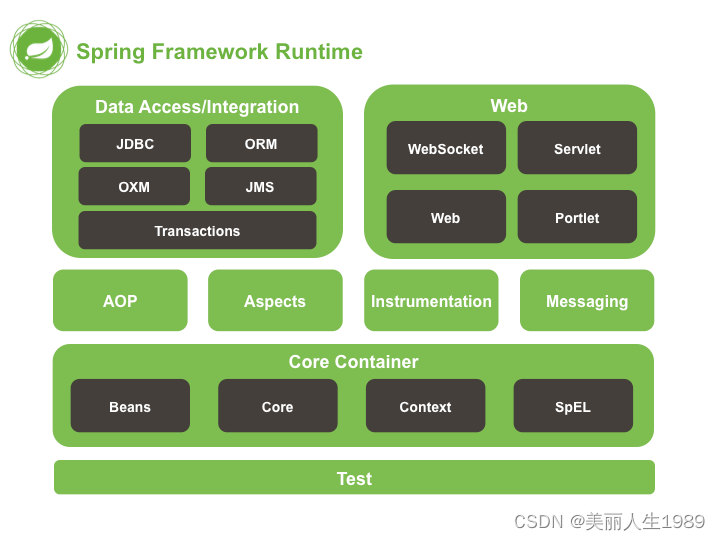 Spring Framework Runtime
Data Access/Integration
JDBC
ORM
OXM
JMS
Transactions
Web
WebSocket
Servlet
Web
Portlet
AOP
Aspects
Instrumentation
Messaging
Core Container
Beans
Core
Context
SpEL
Test
CSDN @美丽人生1989